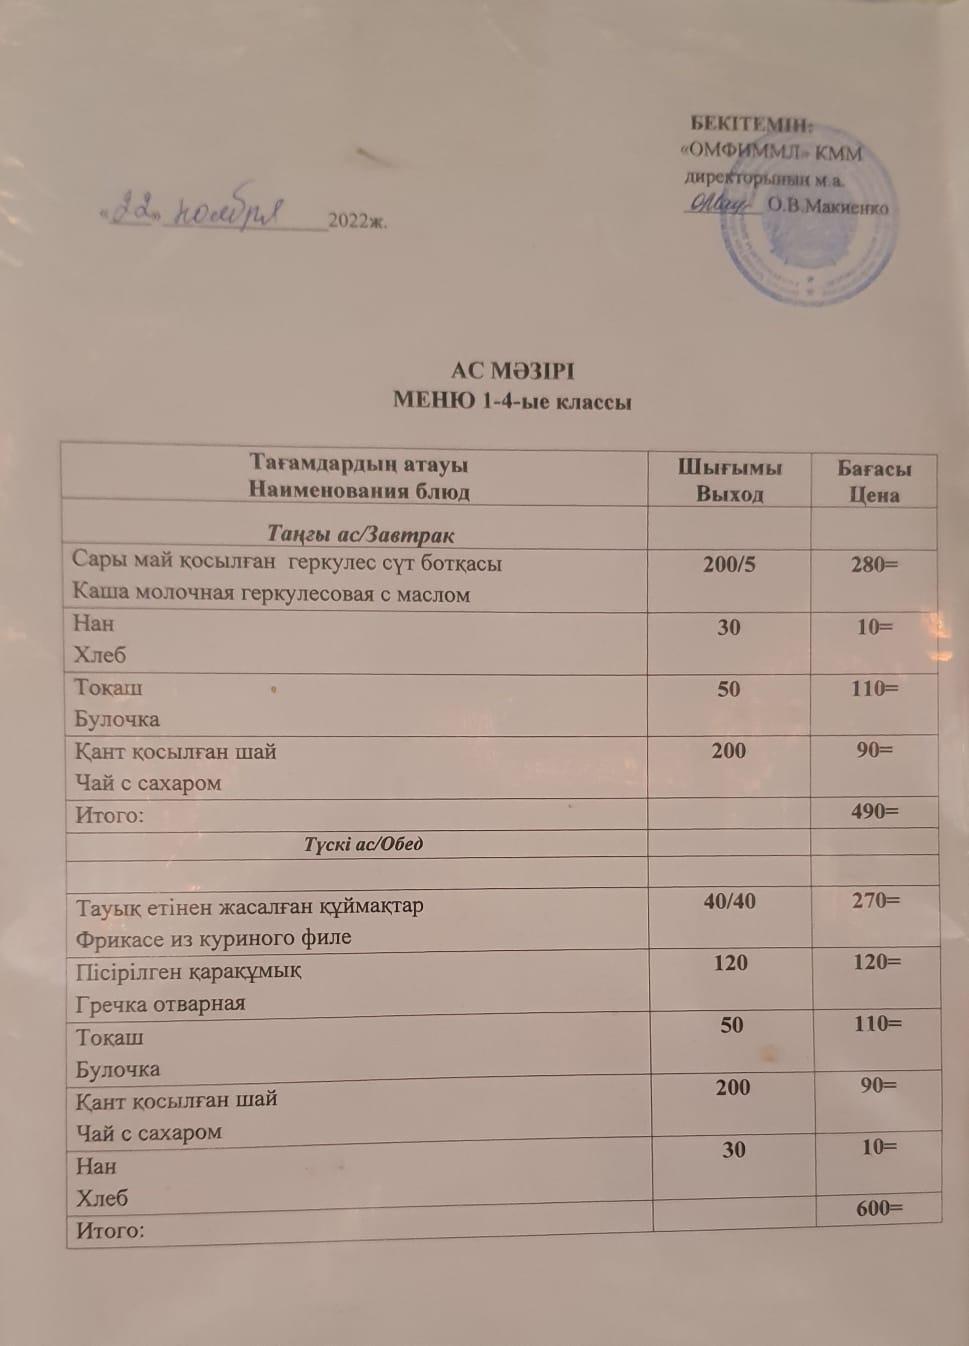 БЕКІТЕМІН:
«ОМФИММЛ» КММ
директорының м.а.
О.В.Макиенко
«22» ноября 2022ж.
АС МӘЗІРІ
МЕНЮ 1-4-ые классы
Тағамдардың атауы
Наименования блюд
Шығымы
Выход
Бағасы
Цена
Таңғы ас/Завтрак
Сары май қосылған геркулес сүт ботқасы
Каша молочная геркулесовая с маслом
200/5
280=
Нан
Хлеб
30
10=
Тоқаш
Булочка
50
110=
Қант қосылған шай
Чай с сахаром
200
90=
Итого:
490=
Түскі ас/Обед
Тауық етінен жасалған құймақтар
Фрикасе из куриного филе
40/40
270=
Пісірілген қарақұмық
Гречка отварная
120
120=
Тоқаш
Булочка
50
110=
Қант қосылған шай
Чай с сахаром
200
90=
Нан
Хлеб
30
10=
Итого:
600=